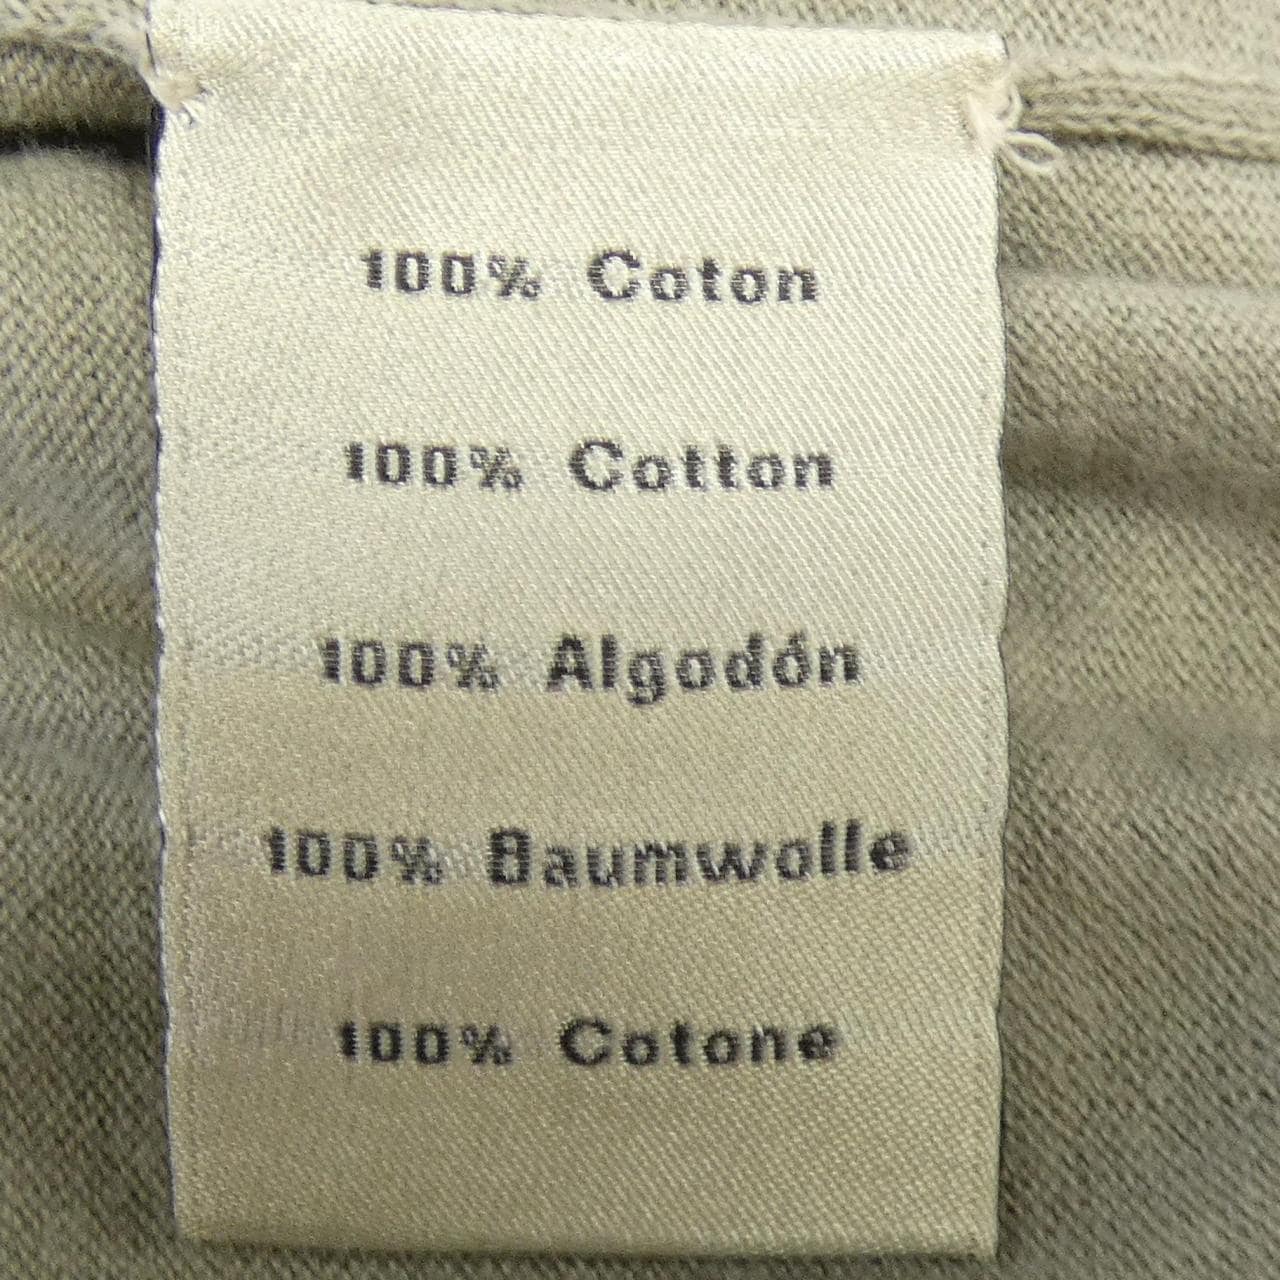 100% Coton
100% Cotton
100% Algodón
100% Baumwolle
100% Cotone